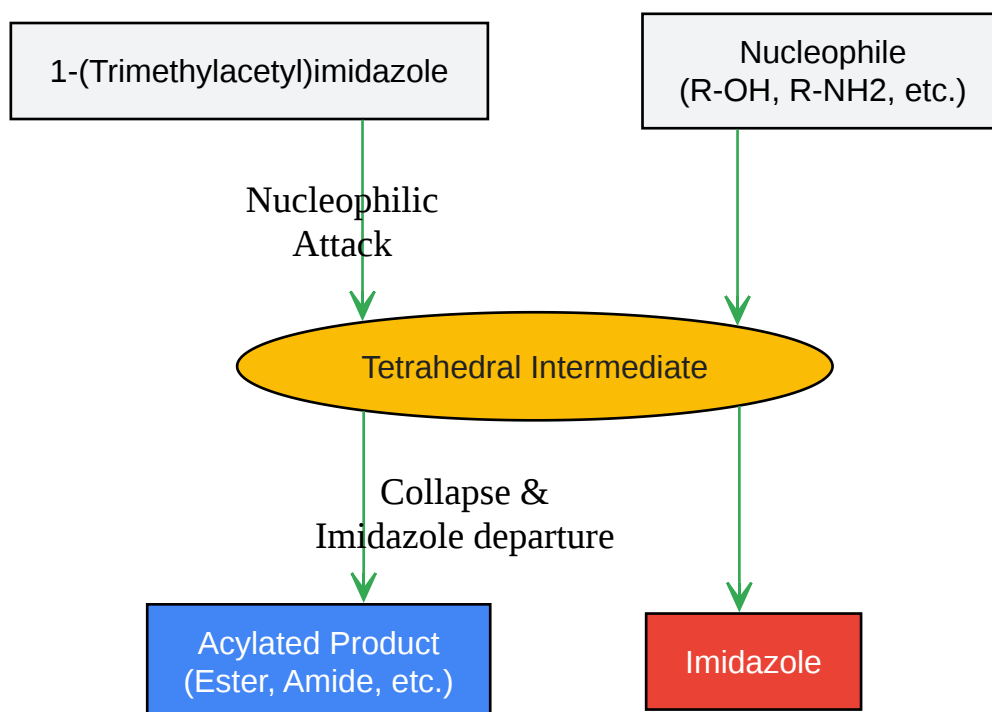 1-(Trimethylacetyl)imidazole
Nucleophile
(R-OH, R-NH2, etc.)
Nucleophilic
Attack
Tetrahedral Intermediate
Collapse &
Imidazole departure
Acylated Product
(Ester, Amide, etc.)
Imidazole